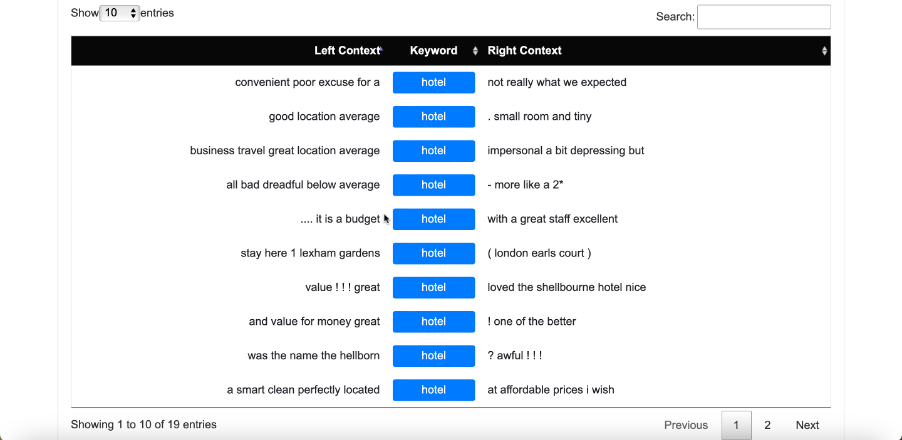 Show 10 entries
Search:
Left Context Keyword Right Context
convenient poor excuse for a hotel not really what we expected
good location average hotel . small room and tiny
business travel great location average hotel impersonal a bit depressing but
all bad dreadful below average hotel - more like a 2*
.... it is a budget hotel with a great staff excellent
stay here 1 lexham gardens hotel ( london earls court )
value ! ! ! great hotel loved the shellbourne hotel nice
and value for money great hotel ! one of the better
was the name the hellborn hotel ? awful ! ! !
a smart clean perfectly located hotel at affordable prices i wish
Showing 1 to 10 of 19 entries
Previous 1 2 Next